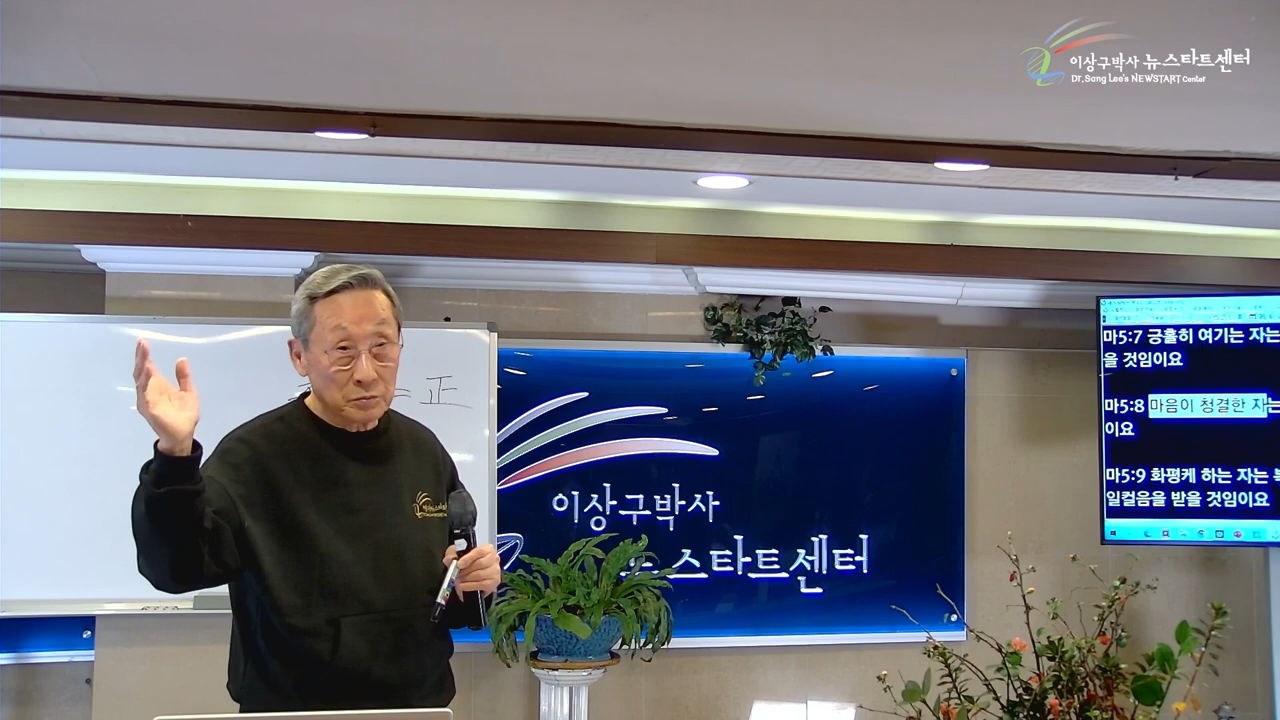 이상구박사 뉴스타트센터
Dr. Sang Lee's NEWSTART Center
正
이상구박사
뉴스타트센터
마5:7 긍휼히 여기는 자는
을 것임이요
마5:8 마음이 청결한 자는
이요
마5:9 화평케 하는 자는
일컬음을 받을 것임이요